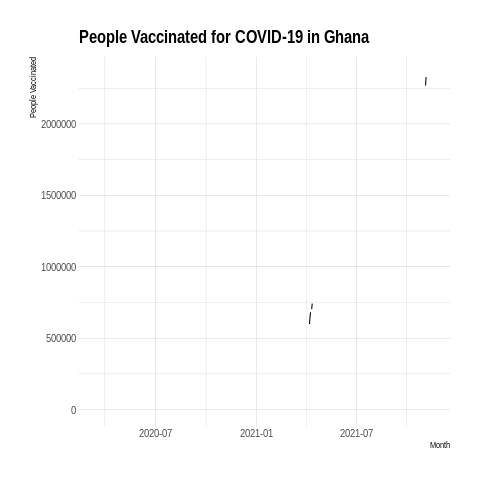 People Vaccinated for COVID-19 in Ghana
People Vaccinated
2000000
1500000
1000000
500000
0
2020-07 2021-01 2021-07
Month